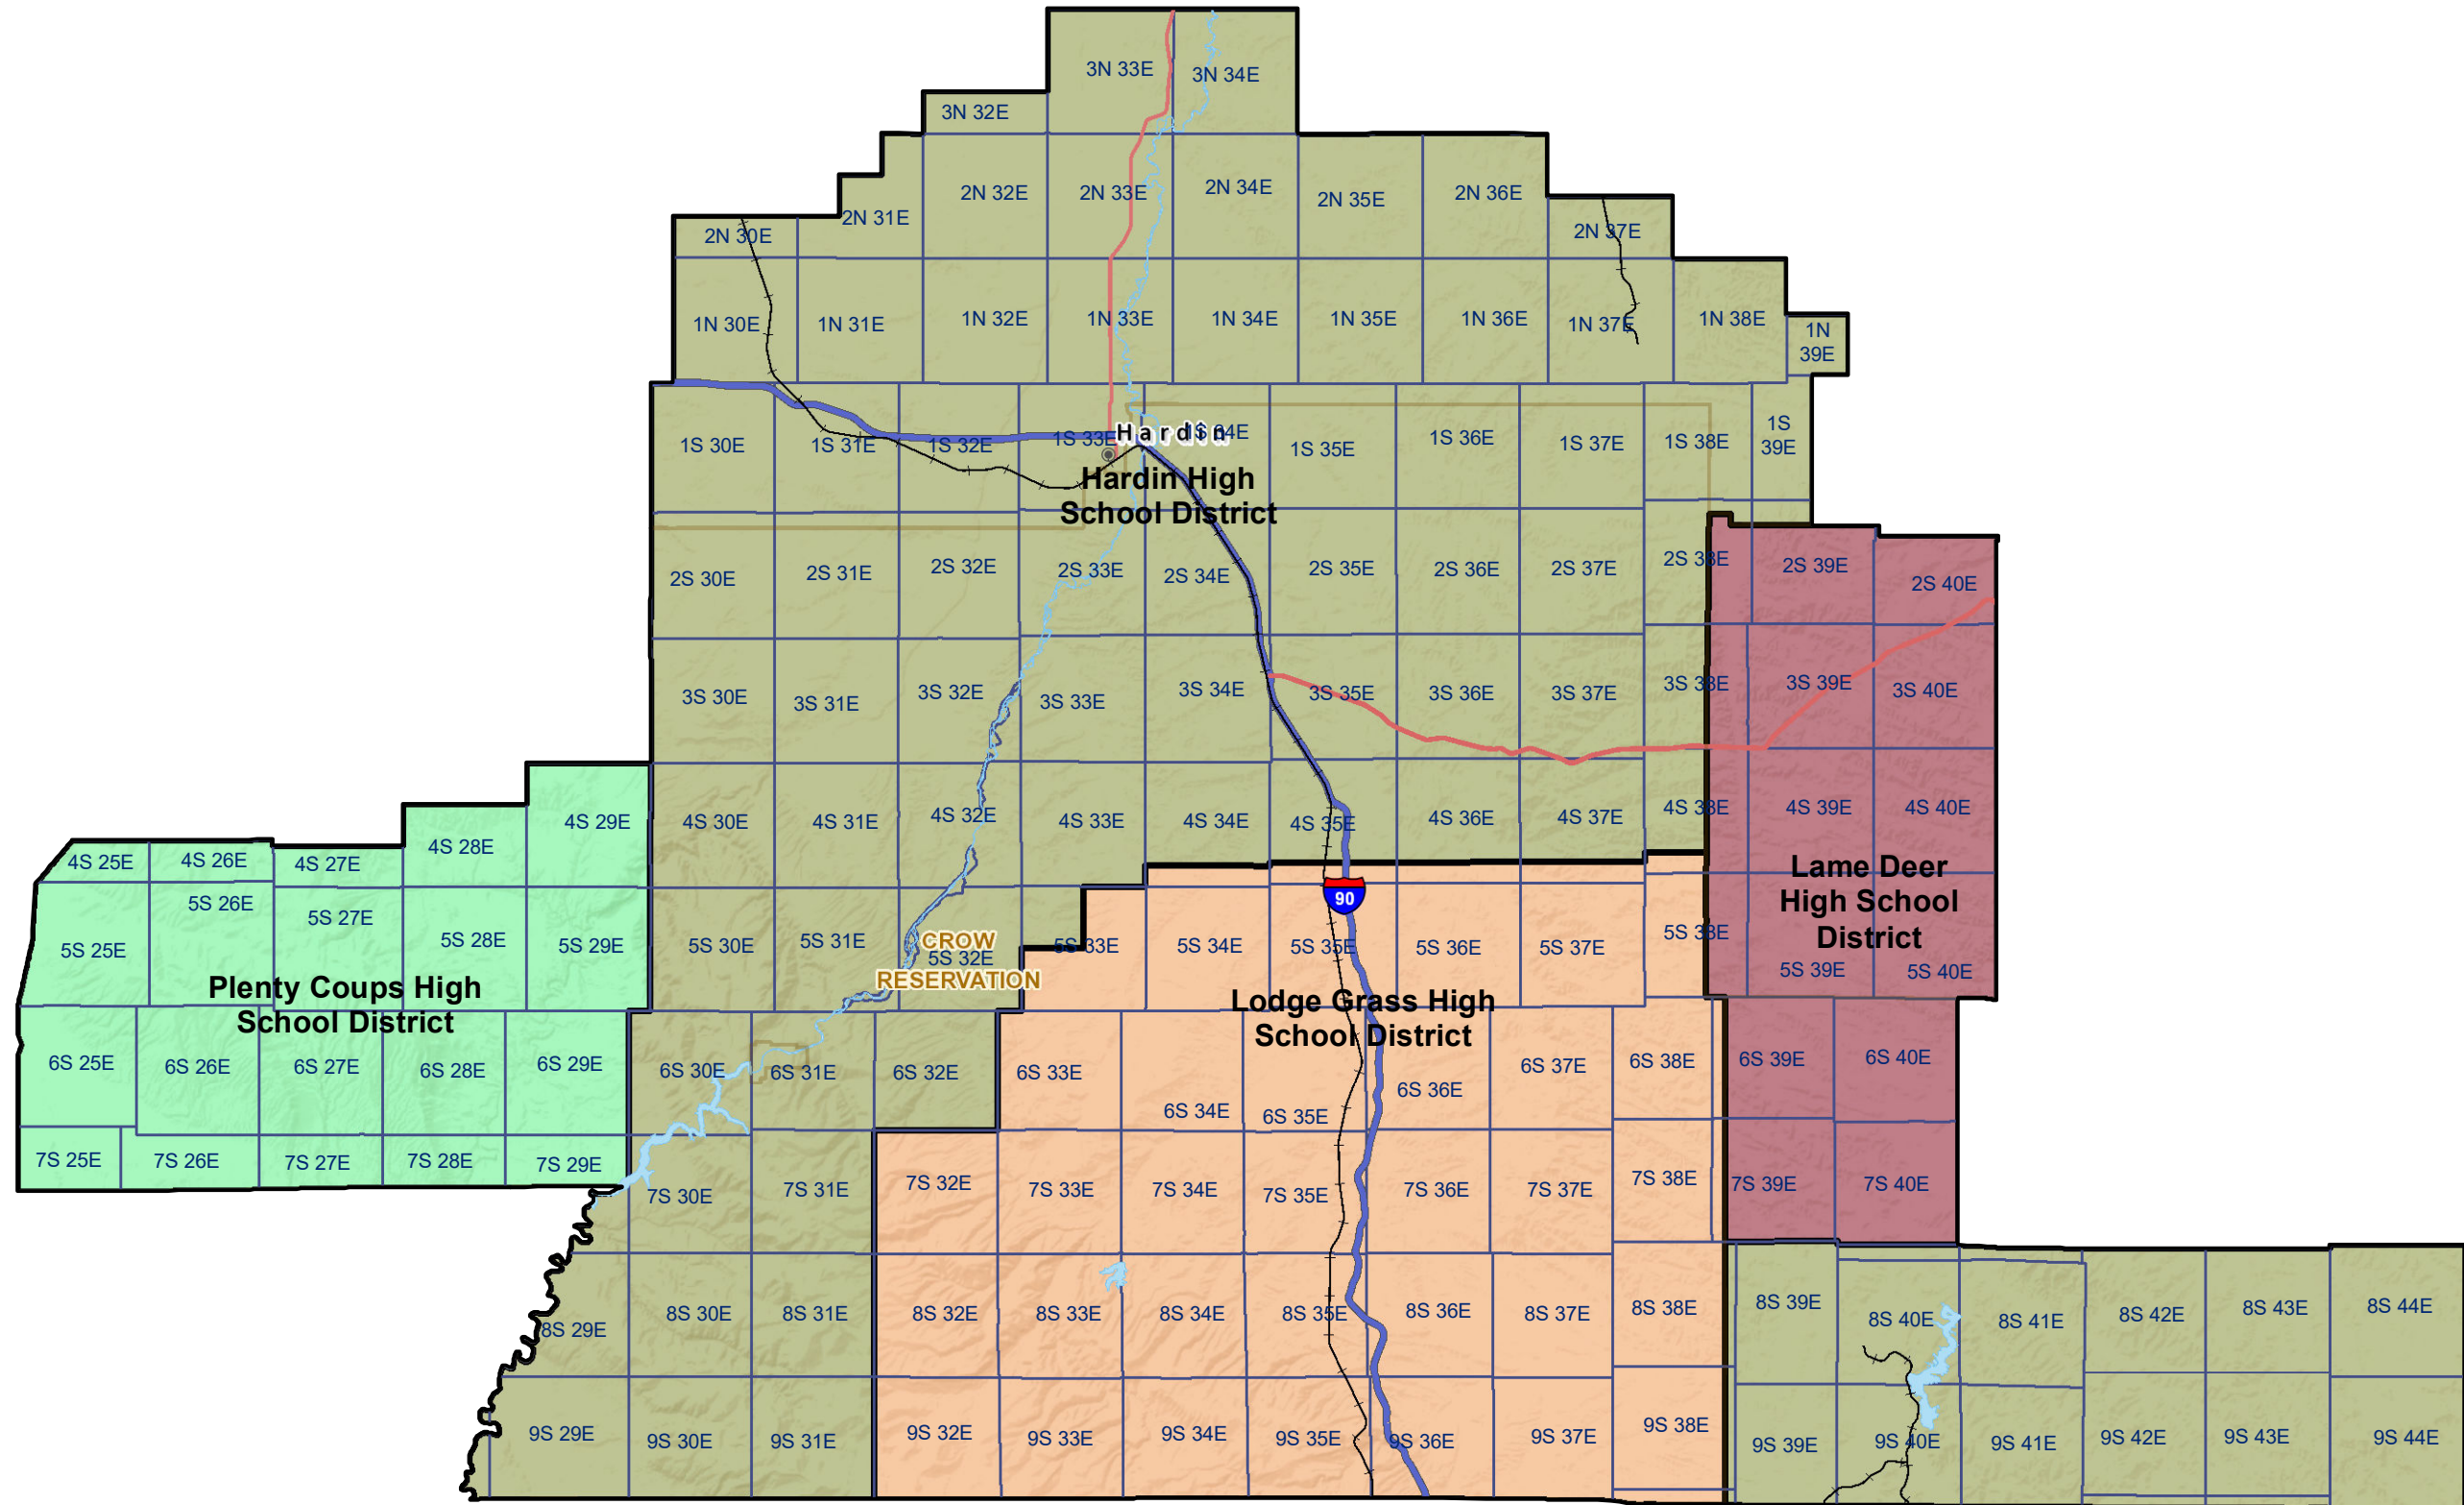 3N 33E
3N 34E
3N 32E
2N 32E
2N 33E
2N 34E
2N 35E
2N 36E
2N 31E
2N 30E
2N 37E
1N 30E
1N 31E
1N 32E
1N 33E
1N 34E
1N 35E
1N 36E
1N 37E
1N 38E
1N
39E
1S 30E
1S 31E
1S 32E
1S 33E
Hardin
1S 34E
1S 35E
1S 36E
1S 37E
1S 38E
1S
39E
Hardin High
School District
2S 30E
2S 31E
2S 32E
2S 33E
2S 34E
2S 35E
2S 36E
2S 37E
2S 38E
2S 39E
2S 40E
3S 30E
3S 31E
3S 32E
3S 33E
3S 34E
3S 35E
3S 36E
3S 37E
3S 38E
3S 39E
3S 40E
4S 25E
4S 26E
4S 27E
4S 28E
4S 29E
4S 30E
4S 31E
4S 32E
4S 33E
4S 34E
4S 35E
4S 36E
4S 37E
4S 38E
4S 39E
4S 40E
Lame Deer
High School
District
90
5S 25E
5S 26E
5S 27E
5S 28E
5S 29E
5S 30E
5S 31E
CROW
5S 32E
RESERVATION
5S 33E
5S 34E
5S 35E
5S 36E
5S 37E
5S 38E
5S 39E
5S 40E
Plenty Coups High
School District
Lodge Grass High
School District
6S 25E
6S 26E
6S 27E
6S 28E
6S 29E
6S 30E
6S 31E
6S 32E
6S 33E
6S 34E
6S 35E
6S 36E
6S 37E
6S 38E
6S 39E
6S 40E
7S 25E
7S 26E
7S 27E
7S 28E
7S 29E
7S 30E
7S 31E
7S 32E
7S 33E
7S 34E
7S 35E
7S 36E
7S 37E
7S 38E
7S 39E
7S 40E
8S 29E
8S 30E
8S 31E
8S 32E
8S 33E
8S 34E
8S 35E
8S 36E
8S 37E
8S 38E
8S 39E
8S 40E
8S 41E
8S 42E
8S 43E
8S 44E
9S 29E
9S 30E
9S 31E
9S 32E
9S 33E
9S 34E
9S 35E
9S 36E
9S 37E
9S 38E
9S 39E
9S 40E
9S 41E
9S 42E
9S 43E
9S 44E